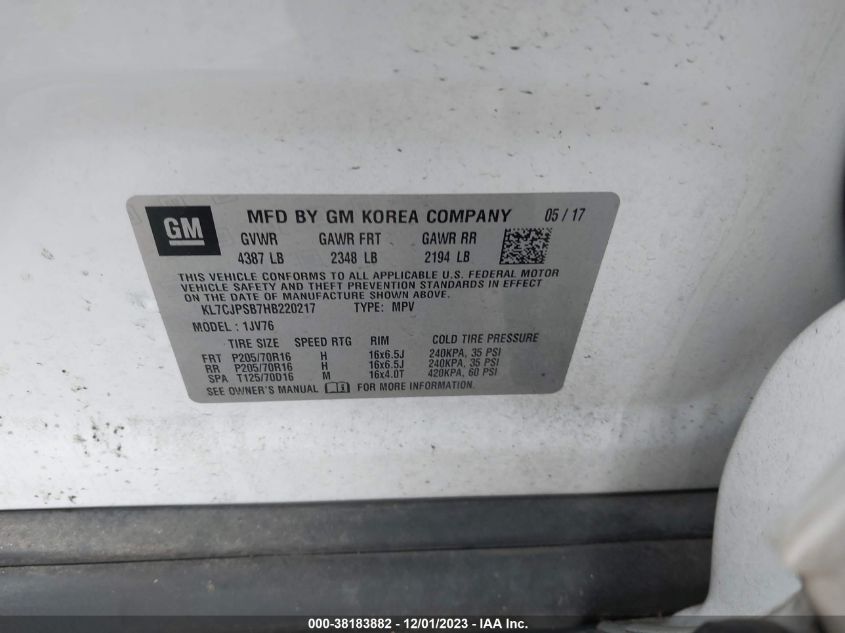 GM MFD BY GM KOREA COMPANY 05 / 17
GVWR GAWR FRT GAWR RR
4387 LB 2348 LB 2194 LB
THIS VEHICLE CONFORMS TO ALL APPLICABLE U.S. FEDERAL MOTOR
VEHICLE SAFETY AND THEFT PREVENTION STANDARDS IN EFFECT
ON THE DATE OF MANUFACTURE SHOWN ABOVE.
KL7CJPSB7HB220217 TYPE: MPV
MODEL : 1JV76
TIRE SIZE SPEED RTG RIM COLD TIRE PRESSURE
FRT P205/70R16 H 16x6.5J 240KPA, 35 PSI
RR P205/70R16 H 16x6.5J 240KPA, 35 PSI
SPA T125/70D16 M 16x4.0T 420KPA, 60 PSI
SEE OWNER'S MANUAL FOR MORE INFORMATION.
000-38183882 - 12/01/2023 - IAA Inc.